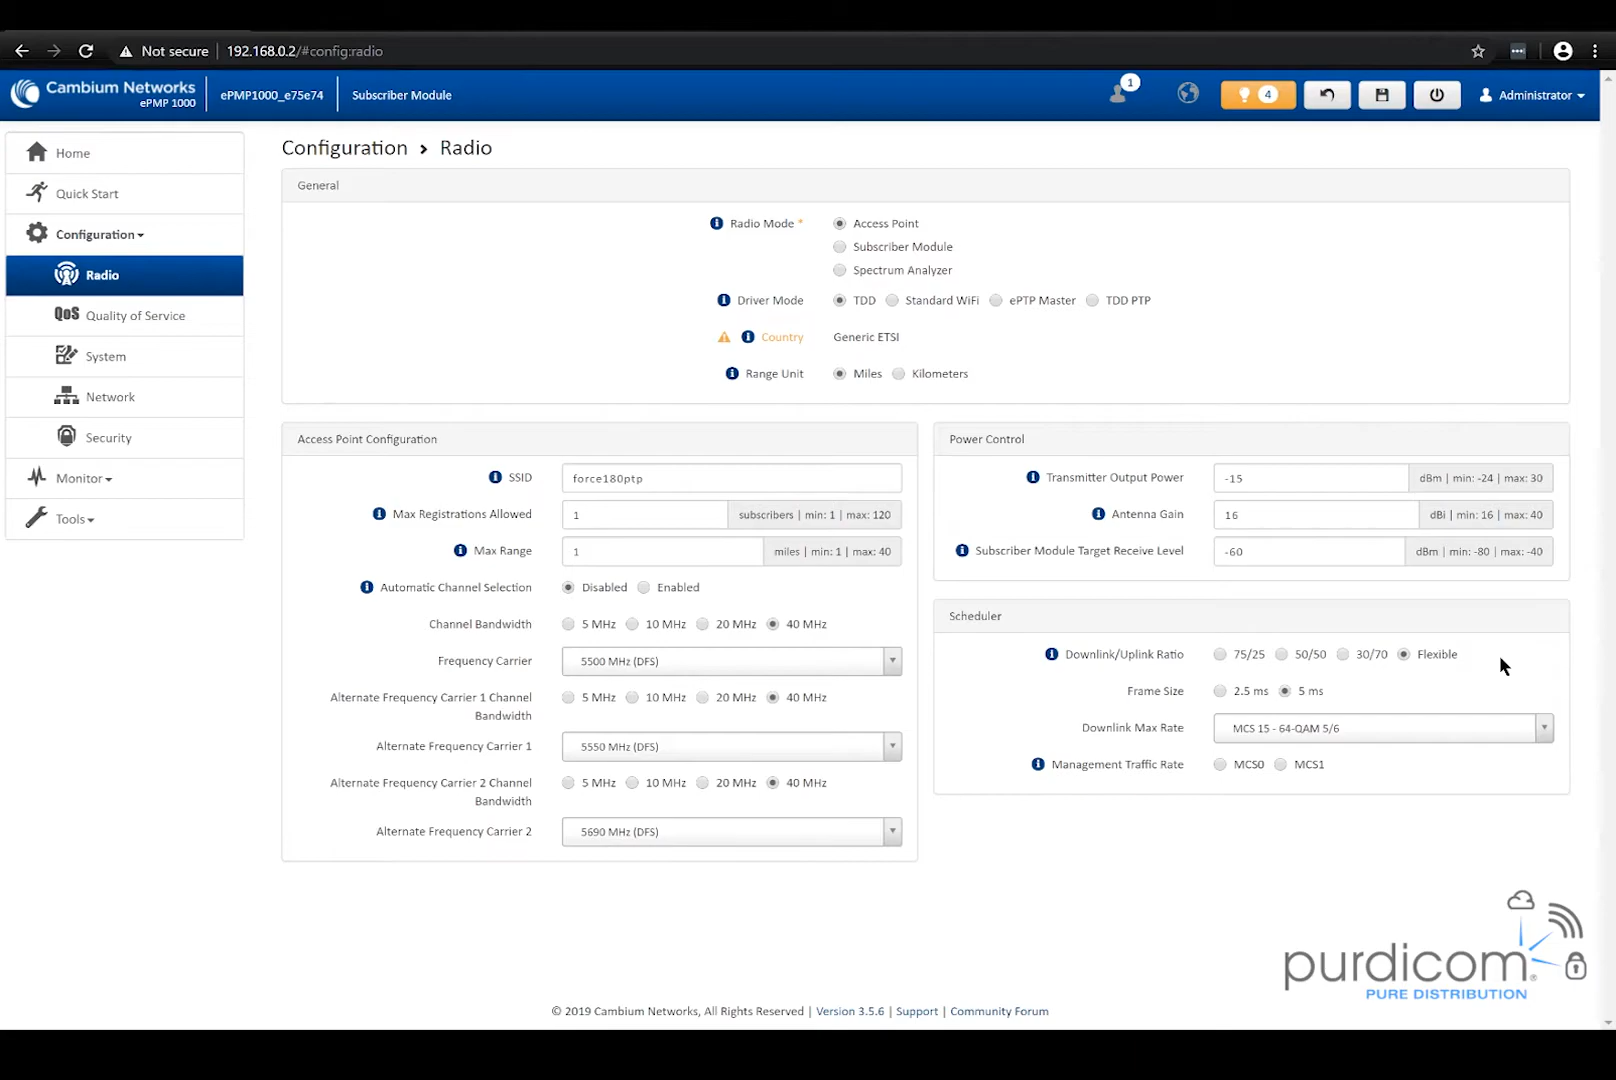 Not secure | 192.168.0.2/#config:radio
Cambium Networks
ePMP 1000
ePMP1000_e75e74
Subscriber Module
1
4
Administrator
Home
Quick Start
Configuration
Radio
QoS Quality of Service
System
Network
Security
Monitor
Tools
Configuration > Radio
General
Radio Mode *
Access Point
Subscriber Module
Spectrum Analyzer
Driver Mode TDD Standard WiFi ePTP Master TDD PTP
Country Generic ETSI
Range Unit Miles Kilometers
Access Point Configuration
SSID force180ptp
Max Registrations Allowed 1 subscribers | min: 1 | max: 120
Max Range 1 miles | min: 1 | max: 40
Automatic Channel Selection Disabled Enabled
Channel Bandwidth 5 MHz 10 MHz 20 MHz 40 MHz
Frequency Carrier 5500 MHz (DFS)
Alternate Frequency Carrier 1 Channel
Bandwidth
5 MHz 10 MHz 20 MHz 40 MHz
Alternate Frequency Carrier 1 5550 MHz (DFS)
Alternate Frequency Carrier 2 Channel
Bandwidth
5 MHz 10 MHz 20 MHz 40 MHz
Alternate Frequency Carrier 2 5690 MHz (DFS)
Power Control
Transmitter Output Power -15 dBm | min: -24 | max: 30
Antenna Gain 16 dBi | min: 16 | max: 40
Subscriber Module Target Receive Level -60 dBm | min: -80 | max: -40
Scheduler
Downlink/Uplink Ratio 75/25 50/50 30/70 Flexible
Frame Size 2.5 ms 5 ms
Downlink Max Rate MCS 15 - 64-QAM 5/6
Management Traffic Rate MCS0 MCS1
purdicom®
PURE DISTRIBUTION
© 2019 Cambium Networks, All Rights Reserved | Version 3.5.6 | Support | Community Forum